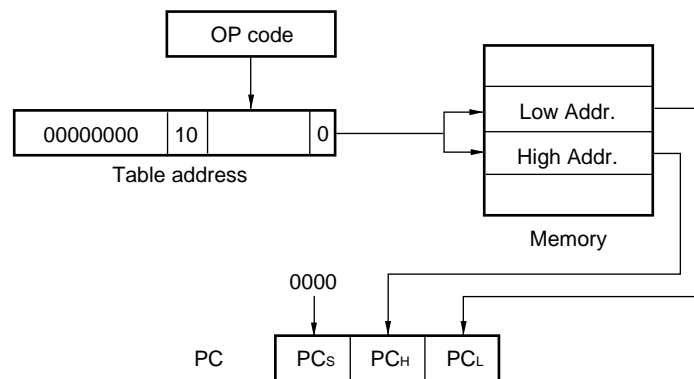 OP code
00000000 10 0
Table address
Low Addr.
High Addr.
Memory
0000
PC PCS PCH PCL